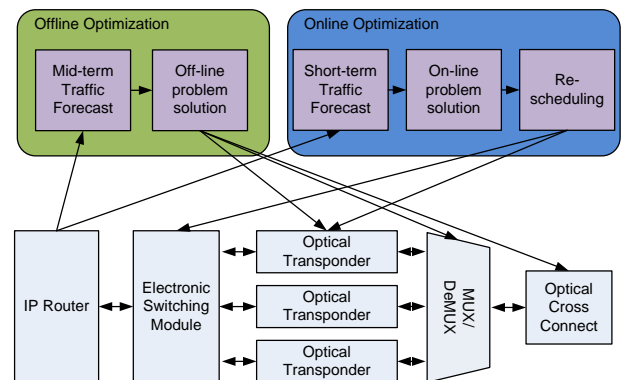 Offline Optimization
Online Optimization
Mid-term
Traffic
Forecast
Off-line
problem
solution
Short-term
Traffic
Forecast
On-line
problem
solution
Re-
scheduling
IP Router
Electronic
Switching
Module
Optical
Transponder
Optical
Transponder
Optical
Transponder
MUX/
DeMUX
Optical
Cross
Connect